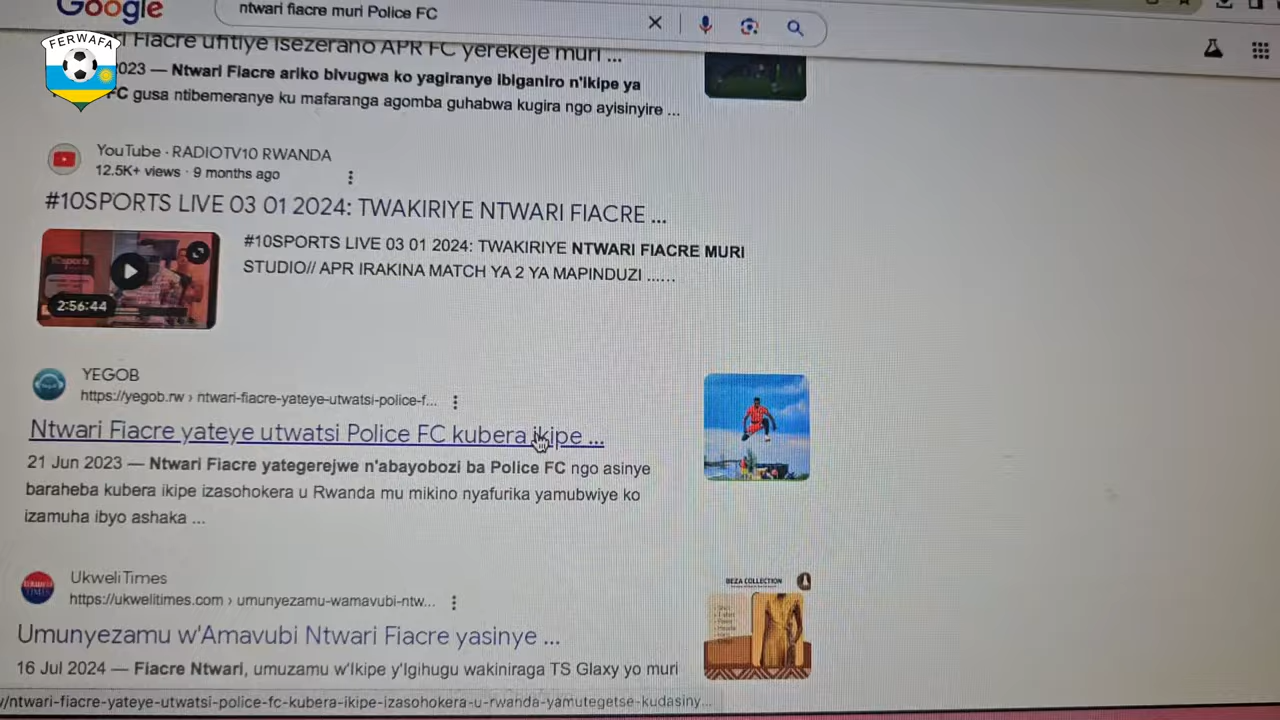 Google
ntwari fiacre muri Police FC
FERWAFA
Fiacre uhtiye isezerano APR FC yerekeje muri ...
023 — Ntwari Fiacre ariko bivugwa ko yagiranye ibiganiro n'ikipe ya
FC gusa ntibemeranye ku mafaranga agomba guhabwa kugira ngo ayisinyire ...
YouTube · RADIOTV10 RWANDA
12.5K+ views · 9 months ago
#10SPORTS LIVE 03 01 2024: TWAKIRIYE NTWARI FIACRE ...
#10SPORTS LIVE 03 01 2024: TWAKIRIYE NTWARI FIACRE MURI
STUDIO// APR IRAKINA MATCH YA 2 YA MAPINDUZI ......
2:56:44
YEGOB
https://yegob.rw › ntwari-fiacre-yateye-utwatsi-police-f...
Ntwari Fiacre yateye utwatsi Police FC kubera ikipe ...
21 Jun 2023 — Ntwari Fiacre yategerejwe n'abayobozi ba Police FC ngo asinye
baraheba kubera ikipe izasohokera u Rwanda mu mikino nyafurika yamubwiye ko
izamuha ibyo ashaka ...
UkweliTimes
https://ukwelitimes.com › umunyezamu-wamavubi-ntw...
BEZA COLLECTION
Umunyezamu w'Amavubi Ntwari Fiacre yasinye ...
16 Jul 2024 — Fiacre Ntwari, umuzamu w'Ikipe y'Igihugu wakiniraga TS Glaxy yo muri
/ntwari-fiacre-yateye-utwatsi-police-fc-kubera-ikipe-izasohokera-u-rwanda-yamutegetse-kudasiny...